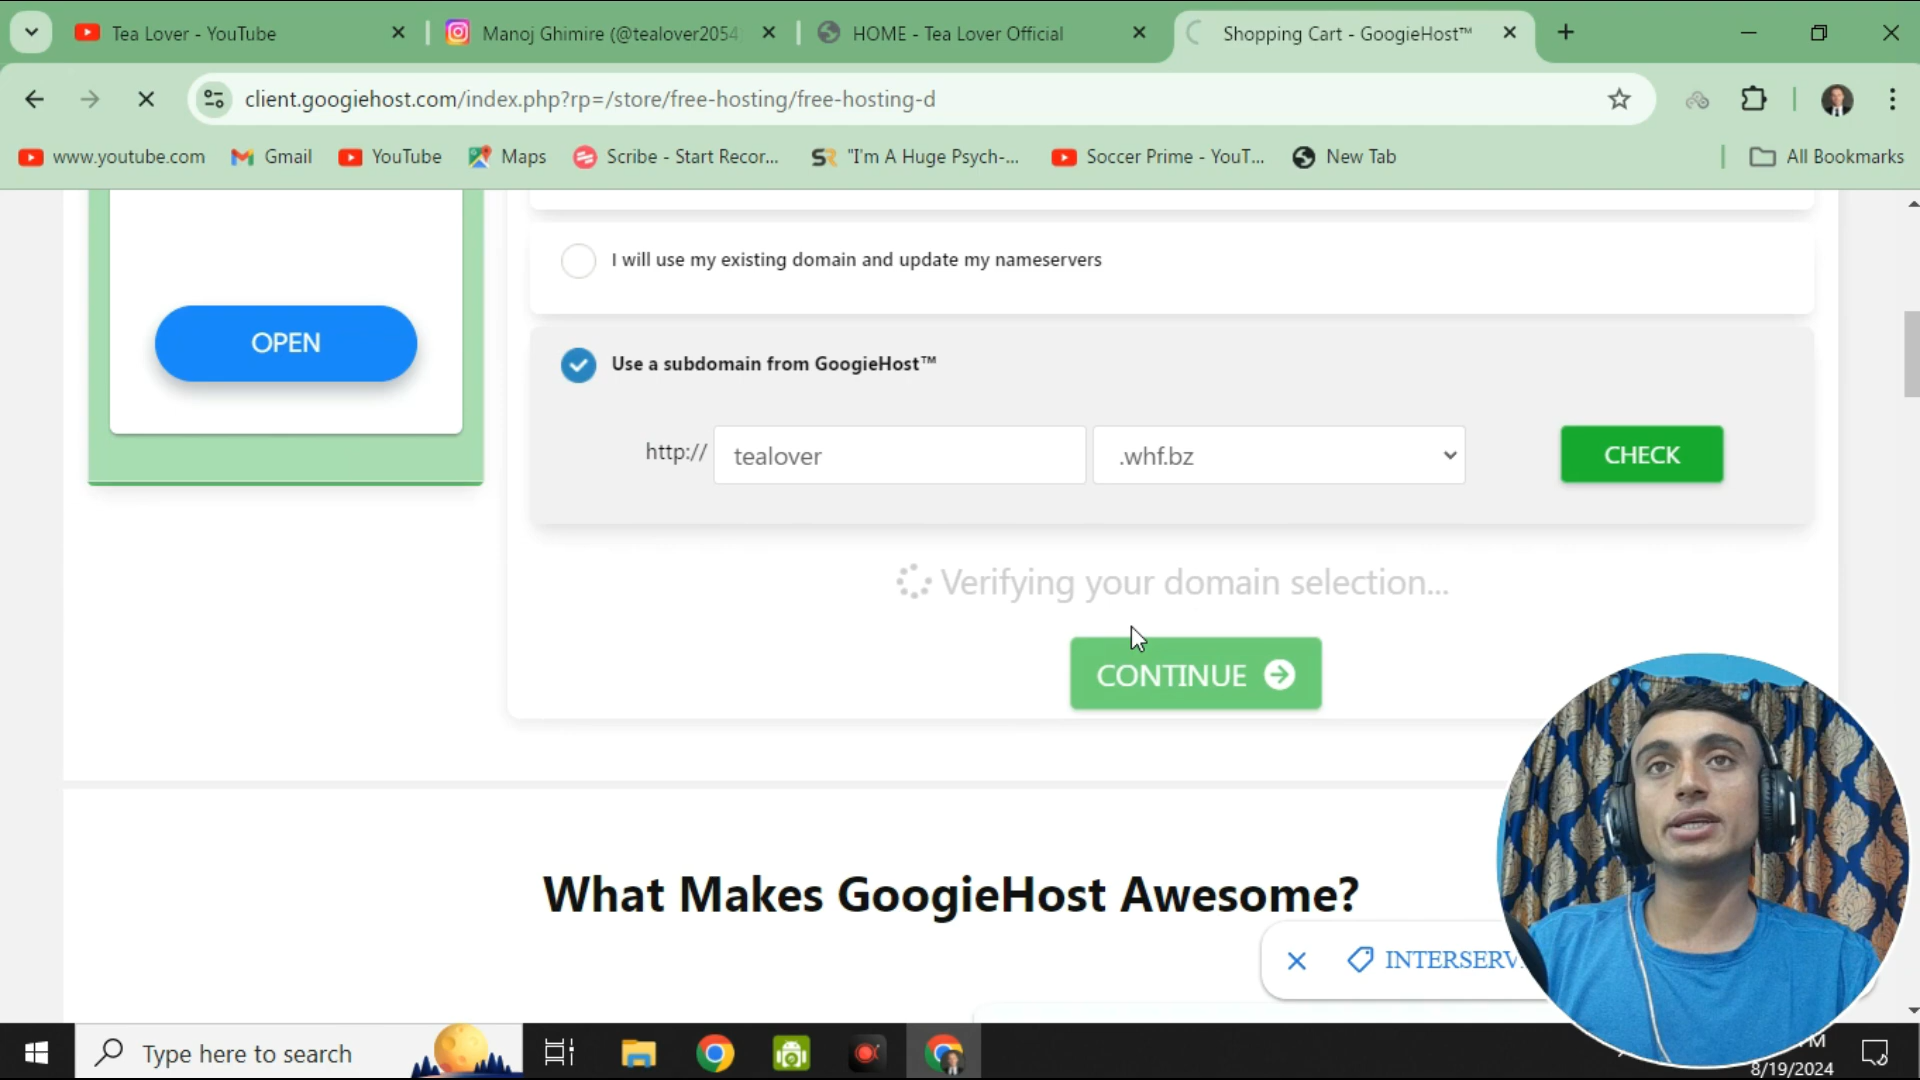 Tea Lover - YouTube
Manoj Ghimire (@tealover2054
HOME - Tea Lover Official
Shopping Cart - GoogieHost™
client.googiehost.com/index.php?rp=/store/free-hosting/free-hosting-d
www.youtube.com
Gmail
YouTube
Maps
Scribe - Start Recor...
"I'm A Huge Psych-...
Soccer Prime - YouT...
New Tab
All Bookmarks
I will use my existing domain and update my nameservers
OPEN
Use a subdomain from GoogieHost™
http://
tealover
.whf.bz
CHECK
Verifying your domain selection...
CONTINUE
What Makes GoogieHost Awesome?
INTERSERV
Type here to search
8/19/2024